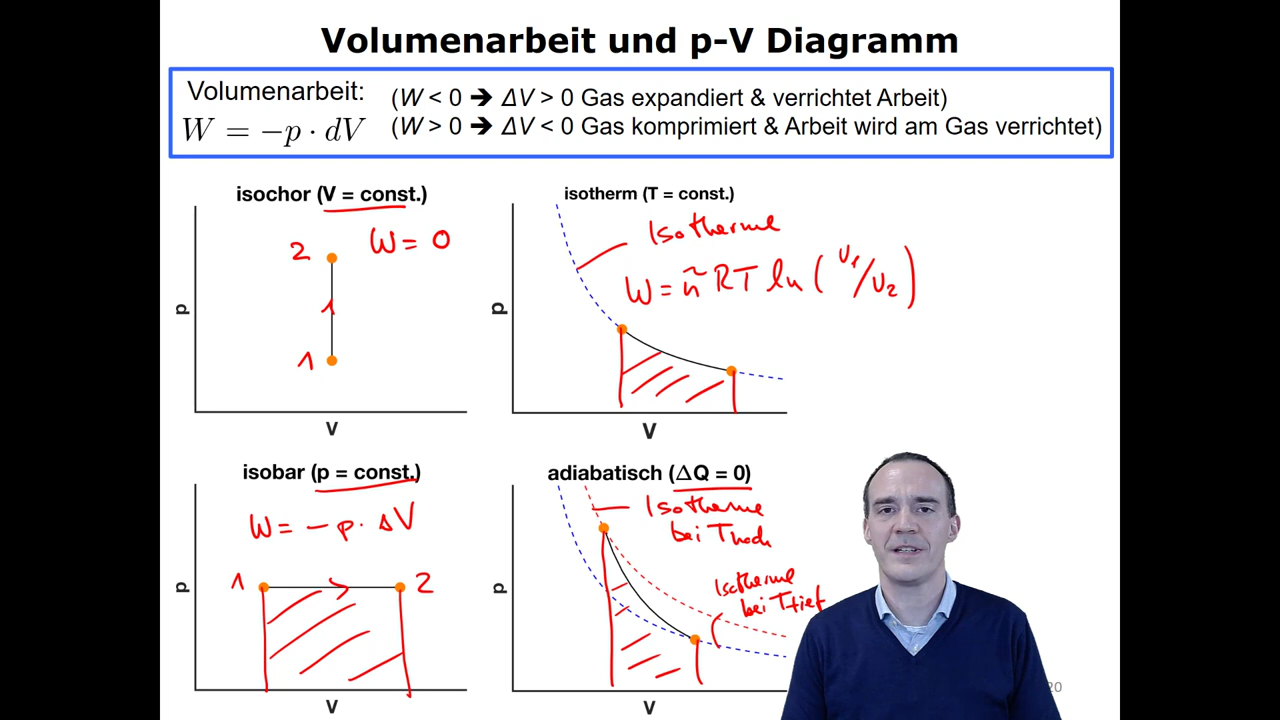 Volumenarbeit und p-V Diagramm
Volumenarbeit:
W = −p · dV
(W < 0 ➔ ΔV > 0 Gas expandiert & verrichtet Arbeit)
(W > 0 ➔ ΔV < 0 Gas komprimiert & Arbeit wird am Gas verrichtet)
isochor (V = const.)
2
W = 0
1
p
V
isotherm (T = const.)
Isotherme
W = ñ R T ln (V1/V2)
p
V
isobar (p = const.)
W = − p · ΔV
1
2
p
V
adiabatisch (ΔQ = 0)
Isotherme
bei Thoch
Isotherme
bei Ttief
p
V
20